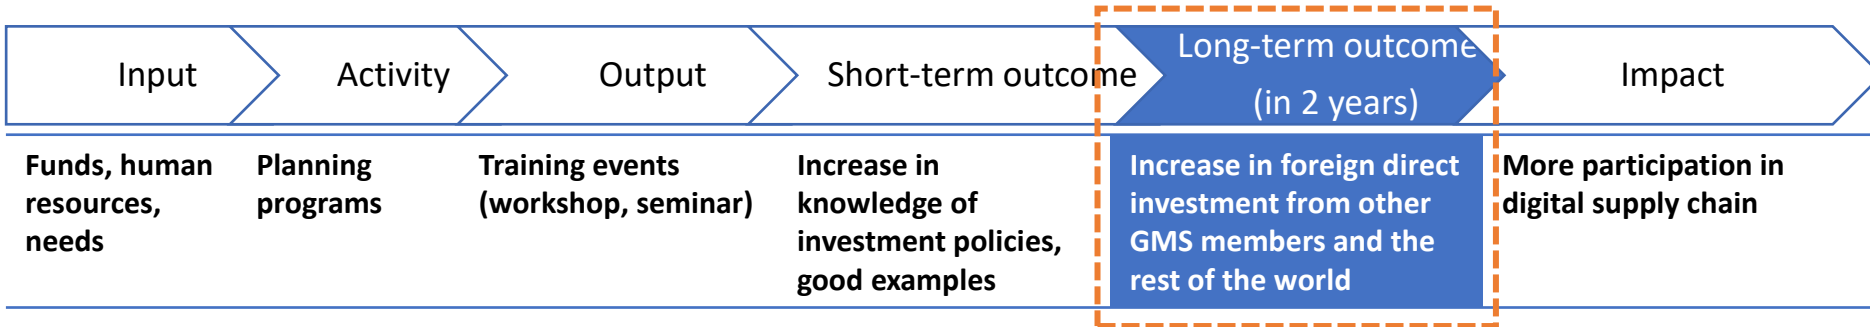 Input
Activity
Output
Short-term outcome
Long-term outcome
(in 2 years)
Impact
Funds, human
resources,
needs
Planning
programs
Training events
(workshop, seminar)
Increase in
knowledge of
investment policies,
good examples
Increase in foreign direct
investment from other
GMS members and the
rest of the world
More participation in
digital supply chain